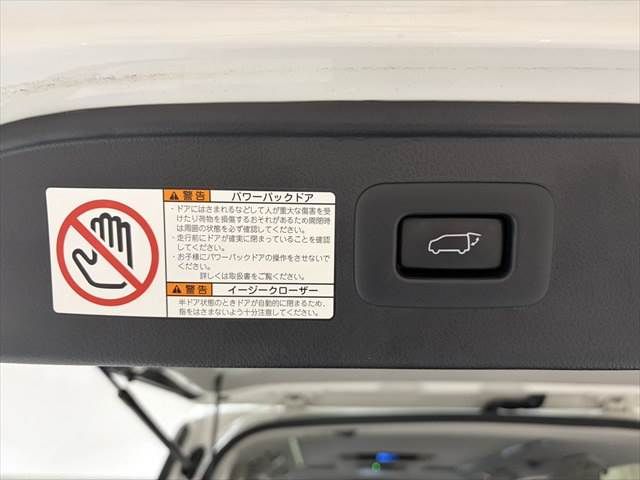 警告 パワーバックドア
・ドアにはさまれるなどして人が重大な傷害を受
けたり荷物を損傷するおそれがあるため開閉時
は周囲の状態を必ず確認してください。
・走行前にドアが確実に閉まっていることを確認
してください。
・お子様にパワーバックドアの操作をさせないで
ください。
詳しくは取扱書をご覧ください。
警告 イージークローザー
半ドア状態のときドアが自動的に閉まるため、
指をはさまないよう十分注意してください。